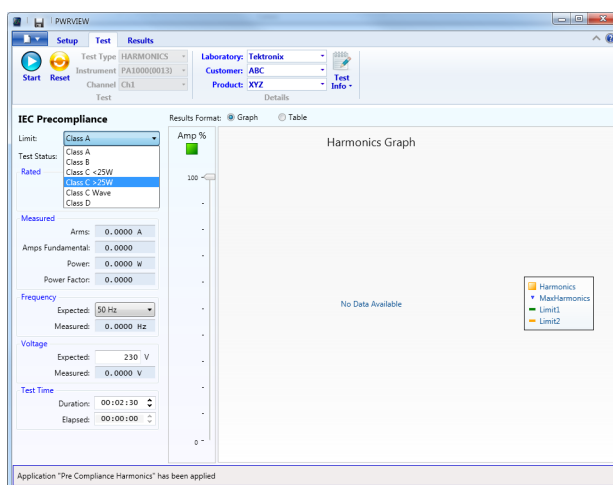 PWRVIEW
Setup Test Results
Test Type HARMONICS
Instrument PA1000(0013)
Channel Ch1
Start Reset
Test
Laboratory: Tektronix
Customer: ABC
Product: XYZ
Test
Info
Details
IEC Precompliance
Results Format: Graph Table
Limit: Class A
Test Status:
Class A
Class B
Class C <25W
Class C >25W
Class C Wave
Class D
Rated
Measured
Arms: 0.0000 A
Amps Fundamental: 0.0000
Power: 0.0000 W
Power Factor: 0.0000
Frequency
Expected: 50 Hz
Measured: 0.0000 Hz
Voltage
Expected: 230 V
Measured: 0.0000 V
Test Time
Duration: 00:02:30
Elapsed: 00:00:00
Amp %
100
0
Harmonics Graph
No Data Available
Harmonics
MaxHarmonics
Limit1
Limit2
Application "Pre Compliance Harmonics" has been applied